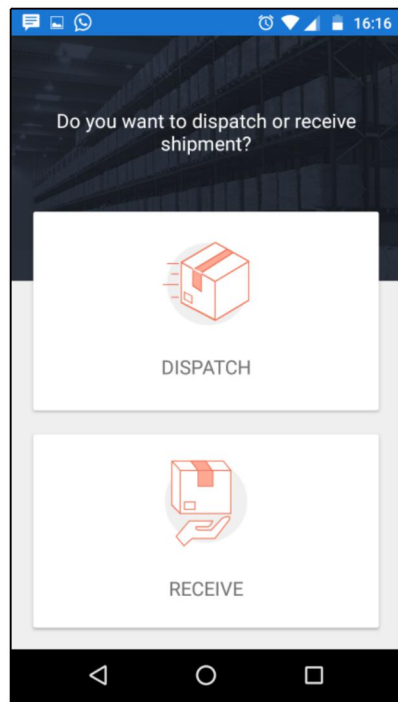 16:16
Do you want to dispatch or receive
shipment?
DISPATCH
RECEIVE